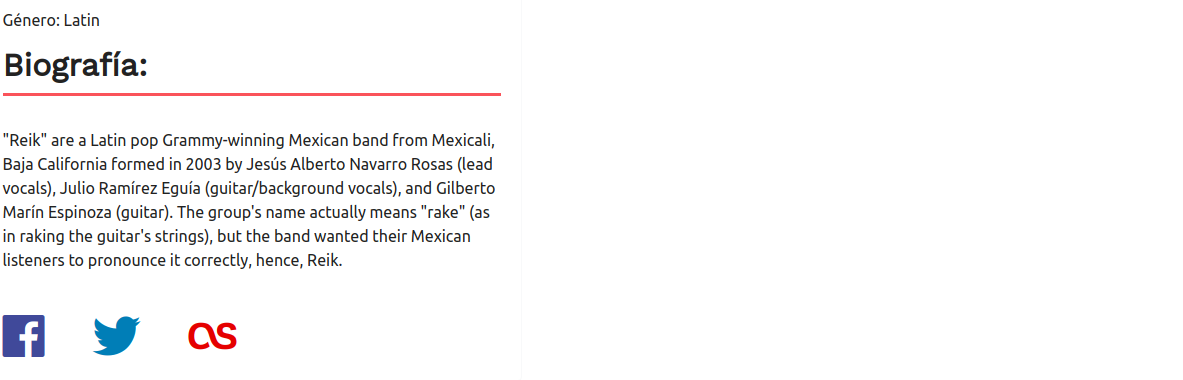 Género: Latin
Biografía:
"Reik" are a Latin pop Grammy-winning Mexican band from Mexicali,
Baja California formed in 2003 by Jesús Alberto Navarro Rosas (lead
vocals), Julio Ramírez Eguía (guitar/background vocals), and Gilberto
Marín Espinoza (guitar). The group's name actually means "rake" (as
in raking the guitar's strings), but the band wanted their Mexican
listeners to pronounce it correctly, hence, Reik.